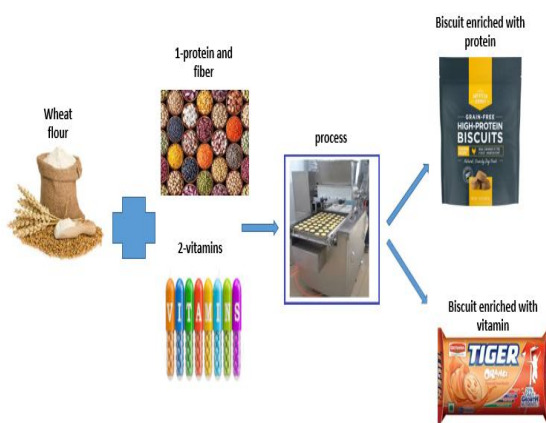 Biscuit enriched with
protein
1-protein and
fiber
Wheat
flour
process
GRAIN-FREE
HIGH-PROTEIN
BISCUITS
2-vitamins
VITAMINS
Biscuit enriched with
vitamin
TIGER